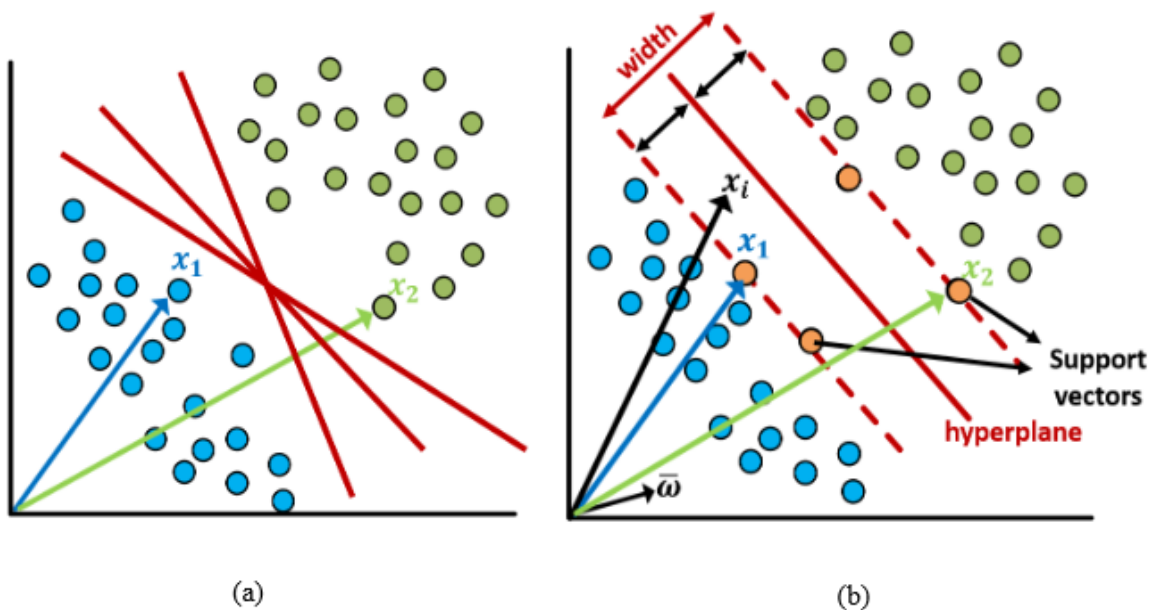 x₁
x₂
(a)
width
xᵢ
x₁
x₂
Support
vectors
hyperplane
ω̅
(b)